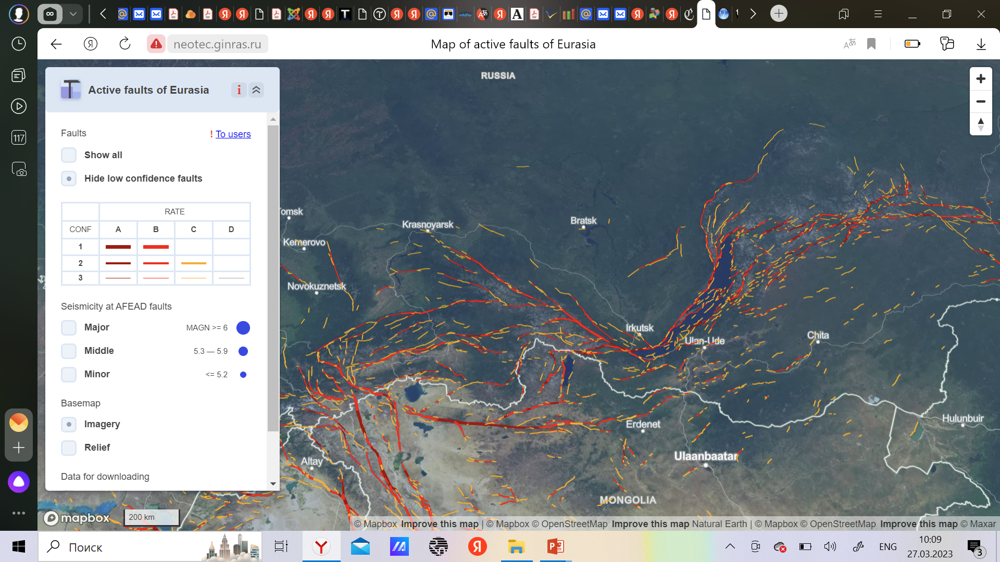 neotec.ginras.ru
Map of active faults of Eurasia
117
Active faults of Eurasia
Faults
! To users
Show all
Hide low confidence faults
RATE
CONF A B C D
1
2
3
Seismicity at AFEAD faults
Major MAGN >= 6
Middle 5.3 — 5.9
Minor <= 5.2
Basemap
Imagery
Relief
Data for downloading
RUSSIA
omsk
Krasnoyarsk
Bratsk
Kemerovo
Novokuznetsk
Irkutsk
Ulan-Ude
Chita
Hulunbuir
Erdenet
Ulaanbaatar
Altay
MONGOLIA
mapbox
200 km
© Mapbox Improve this map | © Mapbox © OpenStreetMap Improve this map Natural Earth | © Mapbox © OpenStreetMap Improve this map © Maxar
Поиск
ENG
10:09
27.03.2023
3